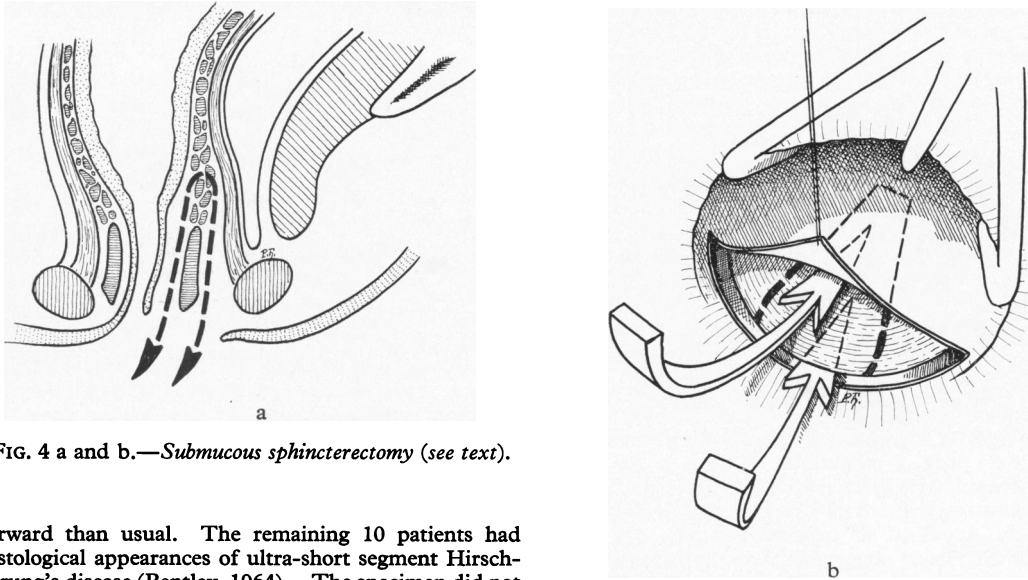 a
FIG. 4 a and b.—Submucous sphincterectomy (see text).
rward than usual. The remaining 10 patients had
stological appearances of ultra-short segment Hirsch-
b